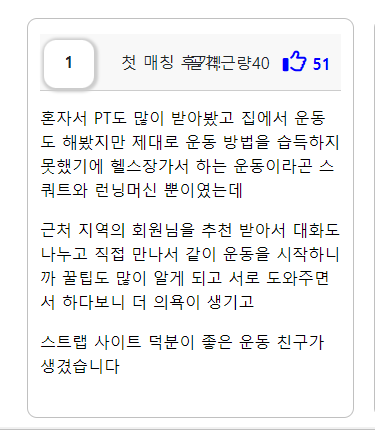 1
첫 매칭 후기!
골격근량40
51
혼자서 PT도 많이 받아봤고 집에서 운동
도 해봤지만 제대로 운동 방법을 습득하지
못했기에 헬스장가서 하는 운동이라곤 스
쿼트와 런닝머신 뿐이였는데
근처 지역의 회원님을 추천 받아서 대화도
나누고 직접 만나서 같이 운동을 시작하니
까 꿀팁도 많이 알게 되고 서로 도와주면
서 하다보니 더 의욕이 생기고
스트랩 사이트 덕분이 좋은 운동 친구가
생겼습니다